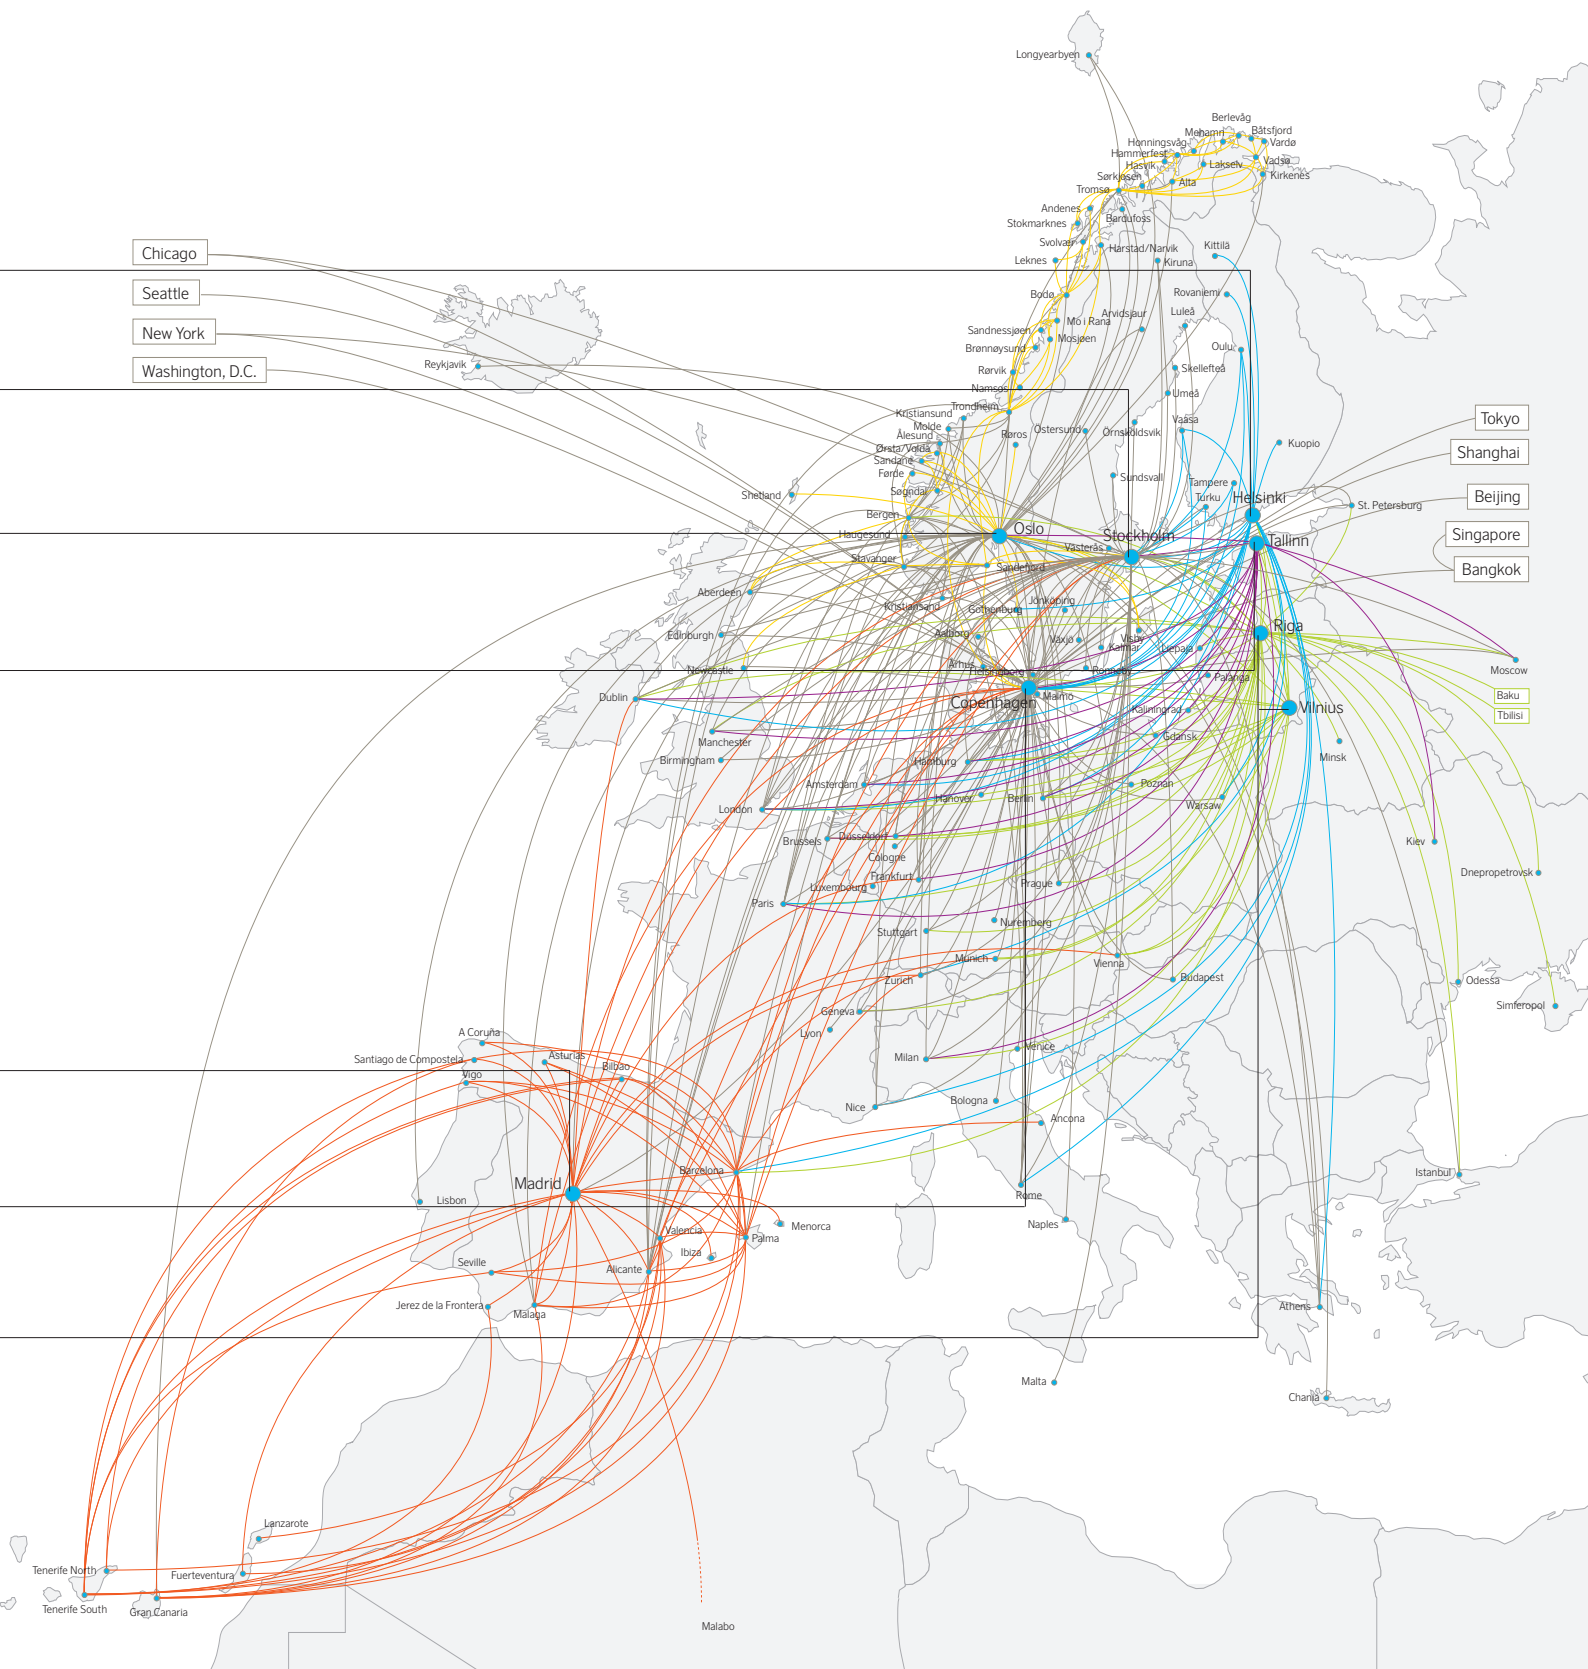 Longyearbyen
Berlevåg
Mehamn
Båtsfjord
Honningsvåg
Vardø
Hammerfest
Hasvik
Lakselv
Vadsø
Sørkjosen
Alta
Kirkenes
Tromsø
Andenes
Bardufoss
Stokmarknes
Svolvær
Harstad/Narvik
Kittilä
Leknes
Kiruna
Chicago
Seattle
New York
Washington, D.C.
Bodø
Rovaniemi
Arvidsjaur
Luleå
Mo i Rana
Sandnessjøen
Mosjøen
Brønnøysund
Oulu
Reykjavik
Rørvik
Skellefteå
Namsos
Umeå
Trondheim
Kristiansund
Molde
Ålesund
Røros
Östersund
Örnsköldsvik
Vaasa
Kuopio
Ørsta/Volda
Sandane
Førde
Sogndal
Sundsvall
Tampere
Turku
Helsinki
St. Petersburg
Tokyo
Shanghai
Beijing
Singapore
Bangkok
Shetland
Bergen
Haugesund
Oslo
Stockholm
Västerås
Tallinn
Stavanger
Sandefjord
Aberdeen
Kristiansand
Gothenburg
Jönköping
Edinburgh
Aalborg
Växjö
Visby
Kalmar
Liepaja
Riga
Newcastle
Århus
Helsingborg
Ronneby
Palanga
Moscow
Baku
Tbilisi
Dublin
Copenhagen
Malmö
Kaliningrad
Vilnius
Manchester
Gdansk
Birmingham
Hamburg
Minsk
Amsterdam
Hanover
Berlin
Poznan
Warsaw
London
Brussels
Düsseldorf
Cologne
Kiev
Frankfurt
Luxembourg
Prague
Dnepropetrovsk
Paris
Nuremberg
Stuttgart
Munich
Vienna
Zurich
Budapest
Odessa
Geneva
Simferopol
Lyon
A Coruña
Santiago de Compostela
Asturias
Vigo
Bilbao
Milan
Venice
Nice
Bologna
Ancona
Barcelona
Madrid
Rome
Istanbul
Lisbon
Menorca
Valencia
Palma
Naples
Ibiza
Seville
Alicante
Jerez de la Frontera
Malaga
Athens
Malta
Chania
Lanzarote
Tenerife North
Fuerteventura
Tenerife South
Gran Canaria
Malabo